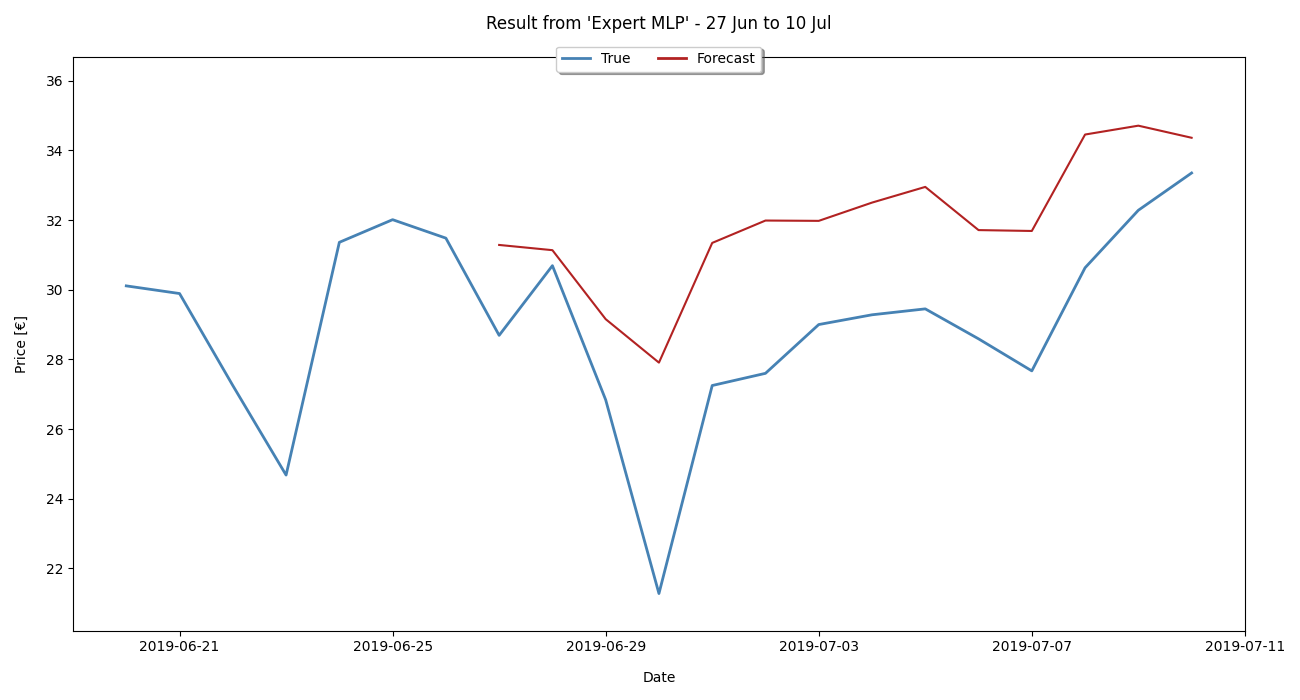 Result from 'Expert MLP' - 27 Jun to 10 Jul
True Forecast
36
34
32
30
28
26
24
22
Price [€]
2019-06-21 2019-06-25 2019-06-29 2019-07-03 2019-07-07 2019-07-11
Date